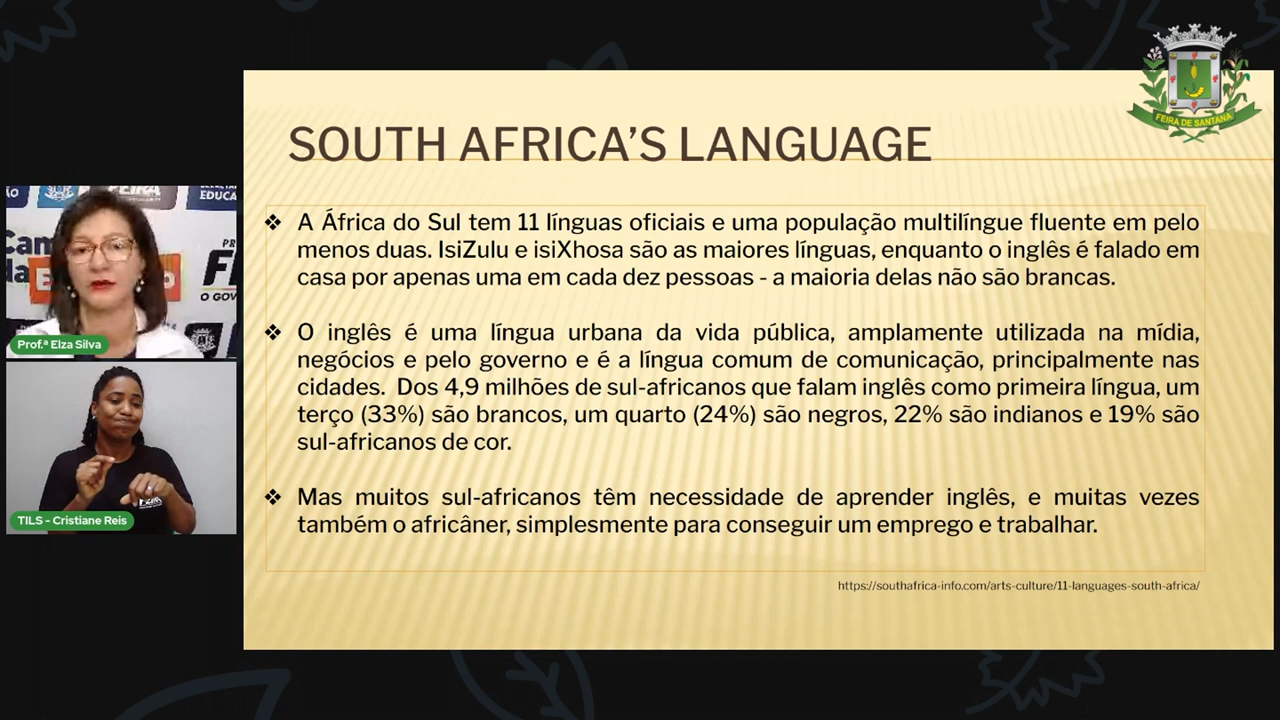 FEIRA DE SANTANA
SOUTH AFRICA'S LANGUAGE
❖ A África do Sul tem 11 línguas oficiais e uma população multilíngue fluente em pelo
menos duas. IsiZulu e isiXhosa são as maiores línguas, enquanto o inglês é falado em
casa por apenas uma em cada dez pessoas - a maioria delas não são brancas.
❖ O inglês é uma língua urbana da vida pública, amplamente utilizada na mídia,
negócios e pelo governo e é a língua comum de comunicação, principalmente nas
cidades. Dos 4,9 milhões de sul-africanos que falam inglês como primeira língua, um
terço (33%) são brancos, um quarto (24%) são negros, 22% são indianos e 19% são
sul-africanos de cor.
❖ Mas muitos sul-africanos têm necessidade de aprender inglês, e muitas vezes
também o africâner, simplesmente para conseguir um emprego e trabalhar.
https://southafrica-info.com/arts-culture/11-languages-south-africa/
EDUCA
O GOV
Prof.ª Elza Silva
TILS - Cristiane Reis